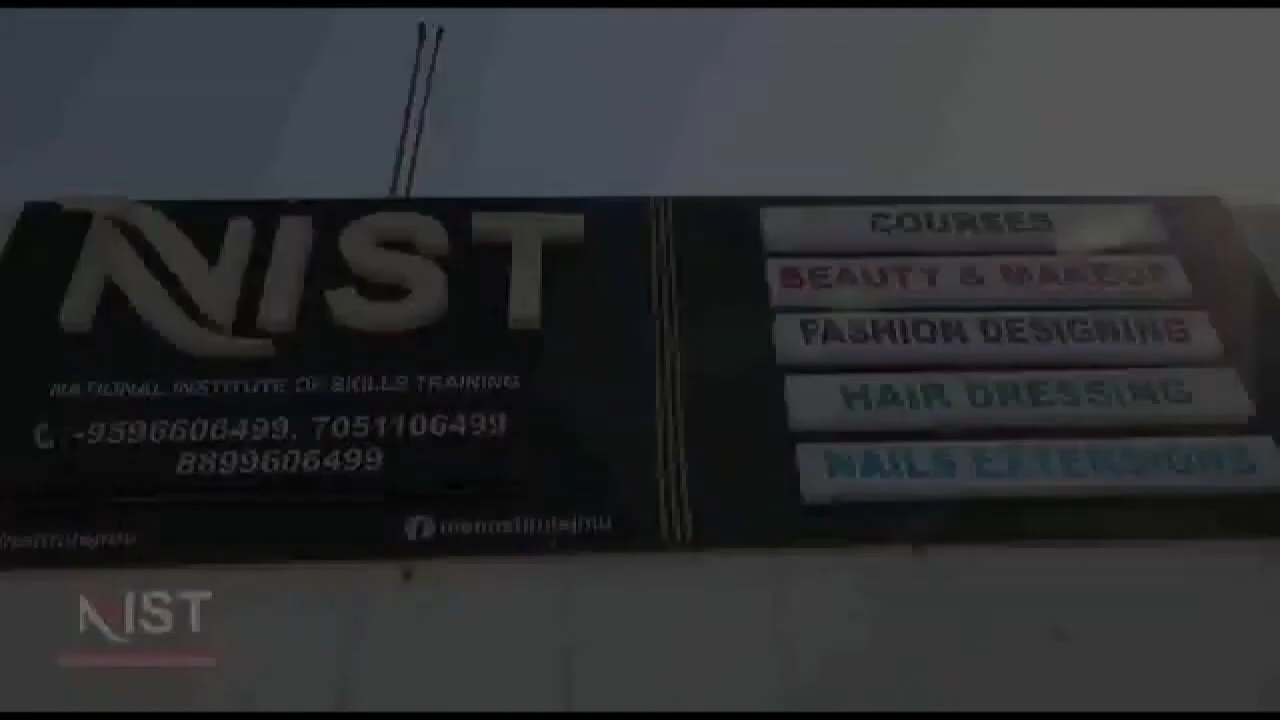 NIST
NATIONAL INSTITUTE OF SKILLS TRAINING
-9596606499, 7051106499
8899606499
COURSES
BEAUTY & MAKEUP
FASHION DESIGNING
HAIR DRESSING
NAILS EXTENSIONS
NIST